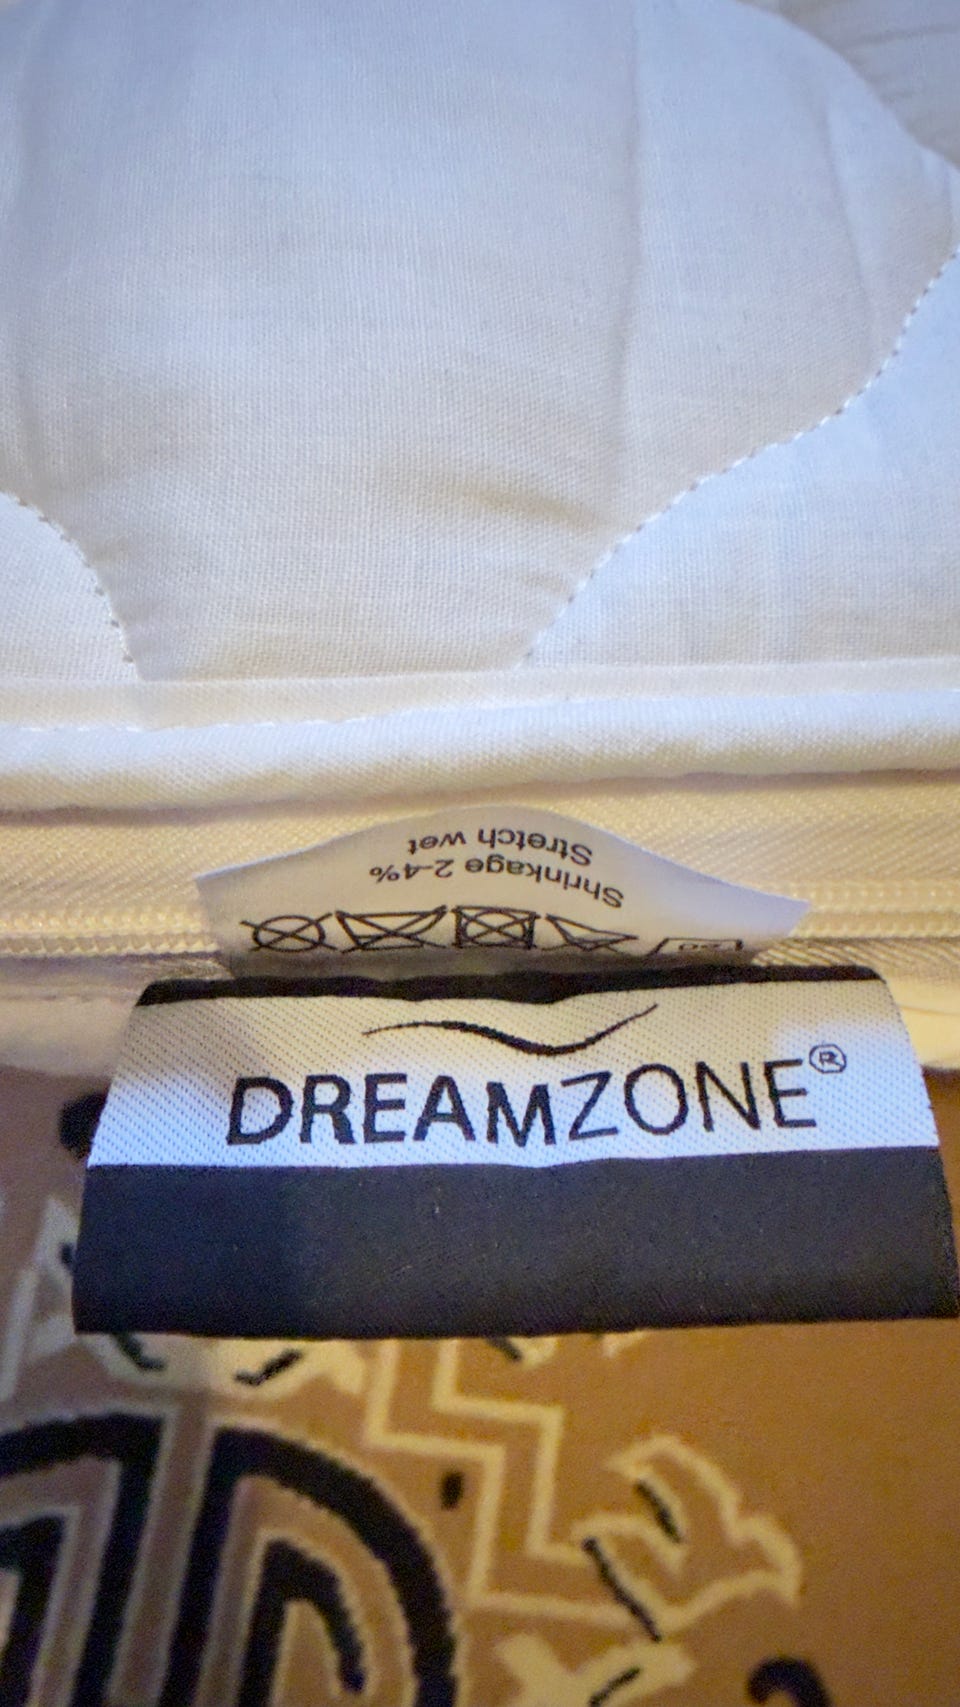 Shrinkage 2-4%
Stretch wet
DREAMZONE®